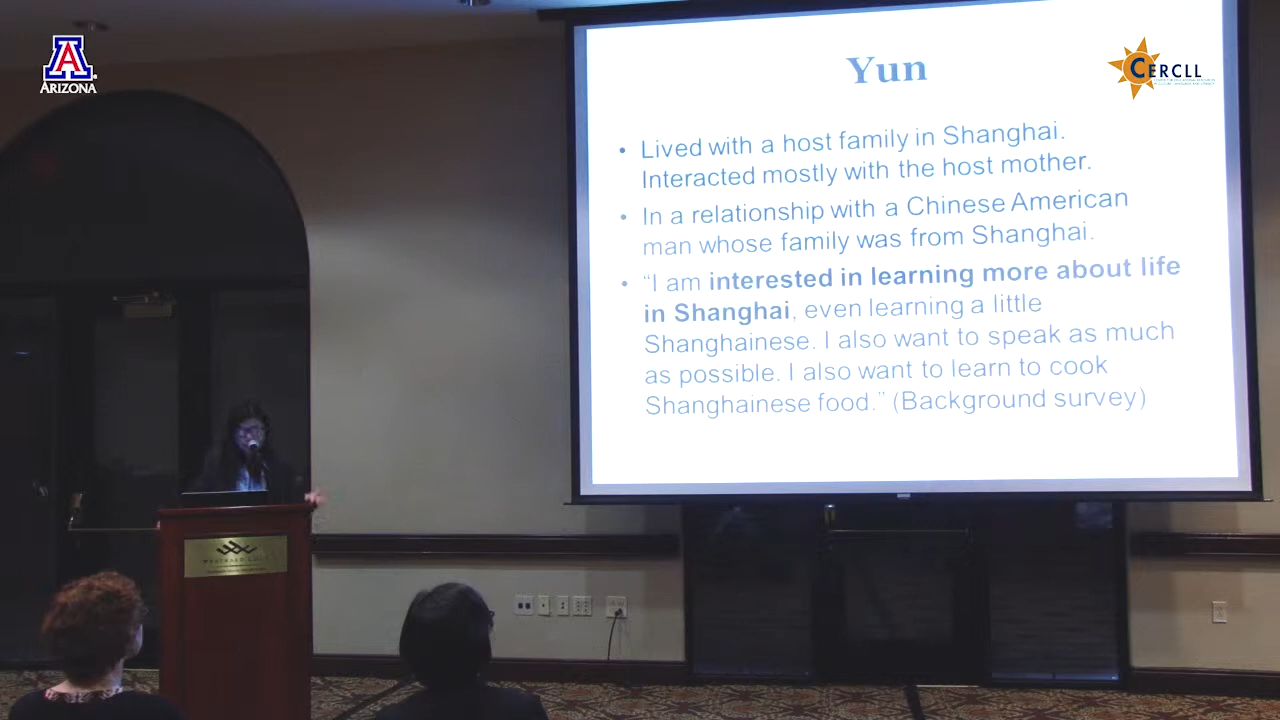 ARIZONA
Yun
CERCLL
• Lived with a host family in Shanghai.
Interacted mostly with the host mother.
• In a relationship with a Chinese American
man whose family was from Shanghai.
• “I am interested in learning more about life
in Shanghai, even learning a little
Shanghainese. I also want to speak as much
as possible. I also want to learn to cook
Shanghainese food.” (Background survey)